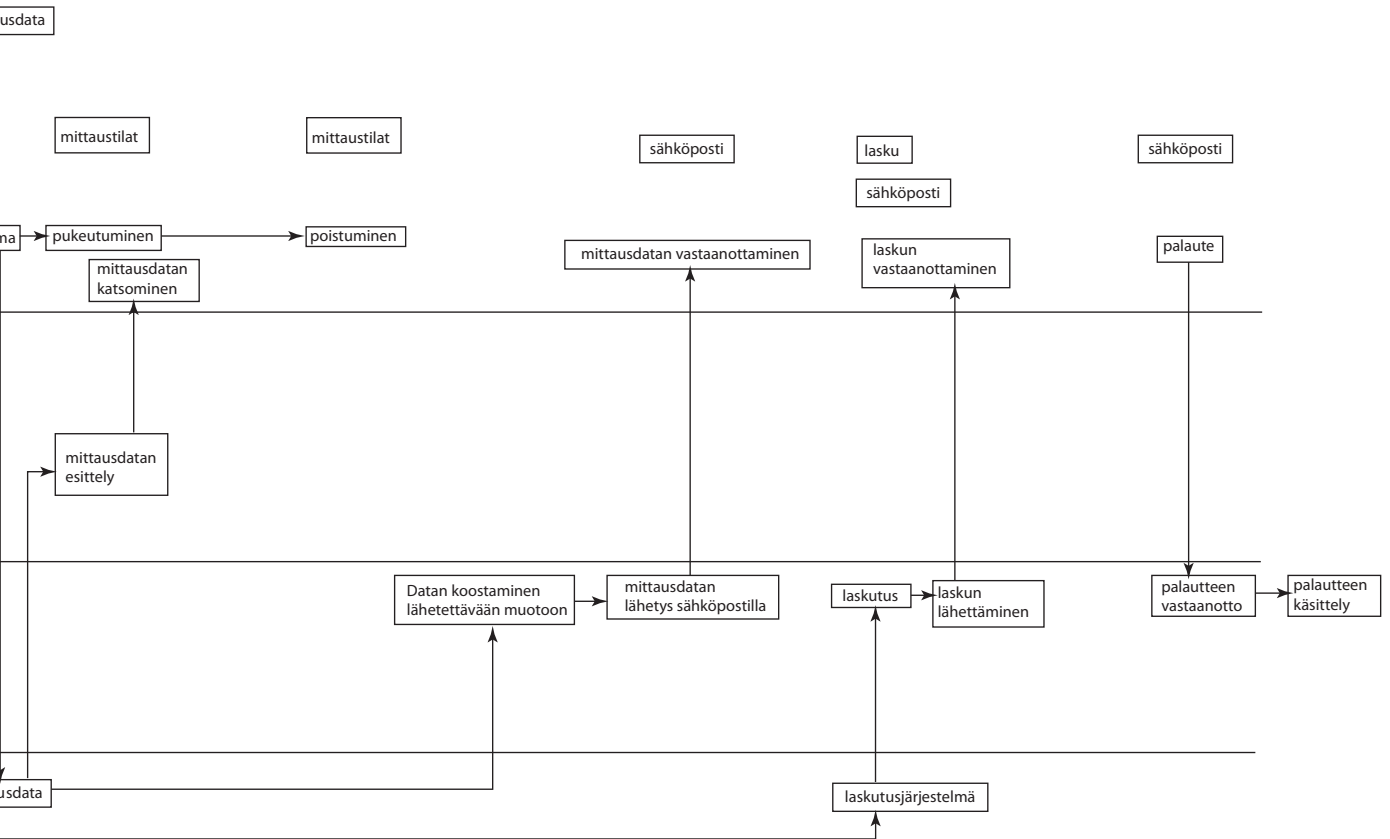 usdata
mittaustilat
mittaustilat
sähköposti
lasku
sähköposti
sähköposti
ma
pukeutuminen
poistuminen
mittausdatan vastaanottaminen
laskun
vastaanottaminen
palaute
mittausdatan
katsominen
mittausdatan
esittely
Datan koostaminen
lähetettävään muotoon
mittausdatan
lähetys sähköpostilla
laskutus
laskun
lähettäminen
palautteen
vastaanotto
palautteen
käsittely
usdata
laskutusjärjestelmä